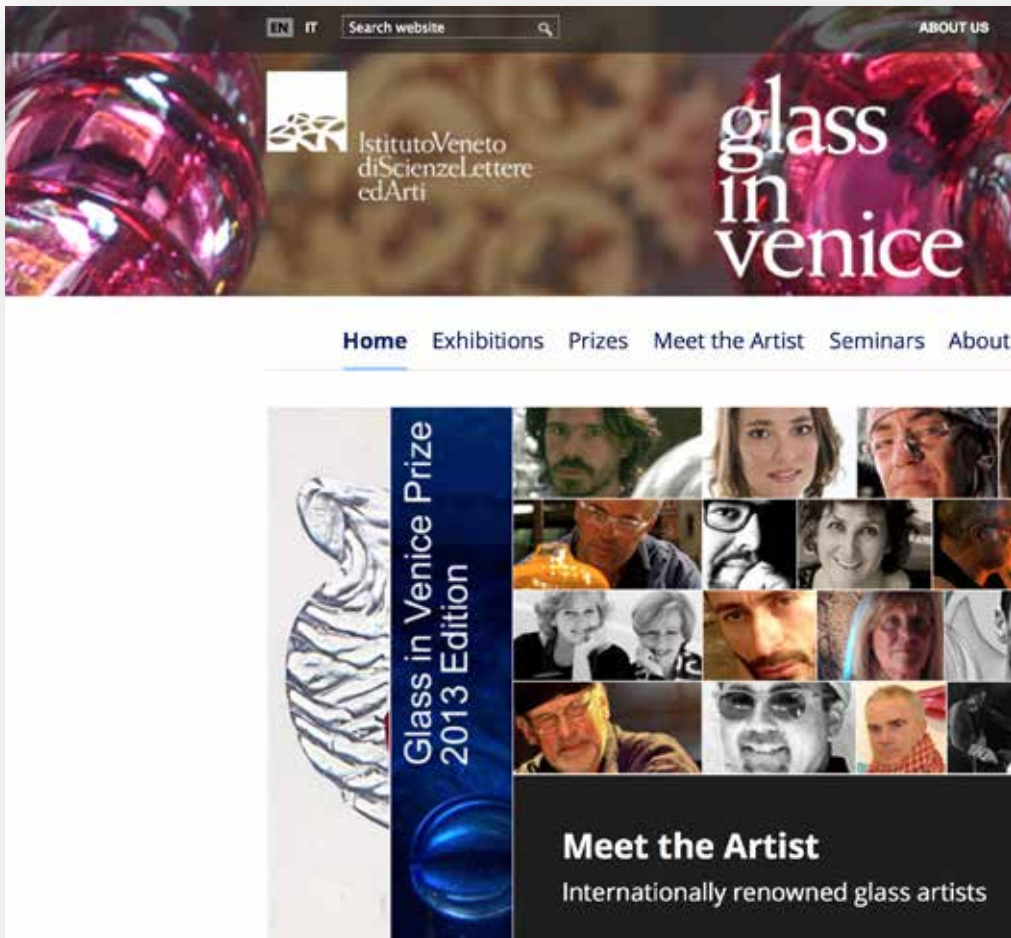 EN IT Search website ABOUT US
IstitutoVeneto
diScienzeLettere
edArti
glass
in
venice
Home Exhibitions Prizes Meet the Artist Seminars About
Glass in Venice Prize
2013 Edition
Meet the Artist
Internationally renowned glass artists